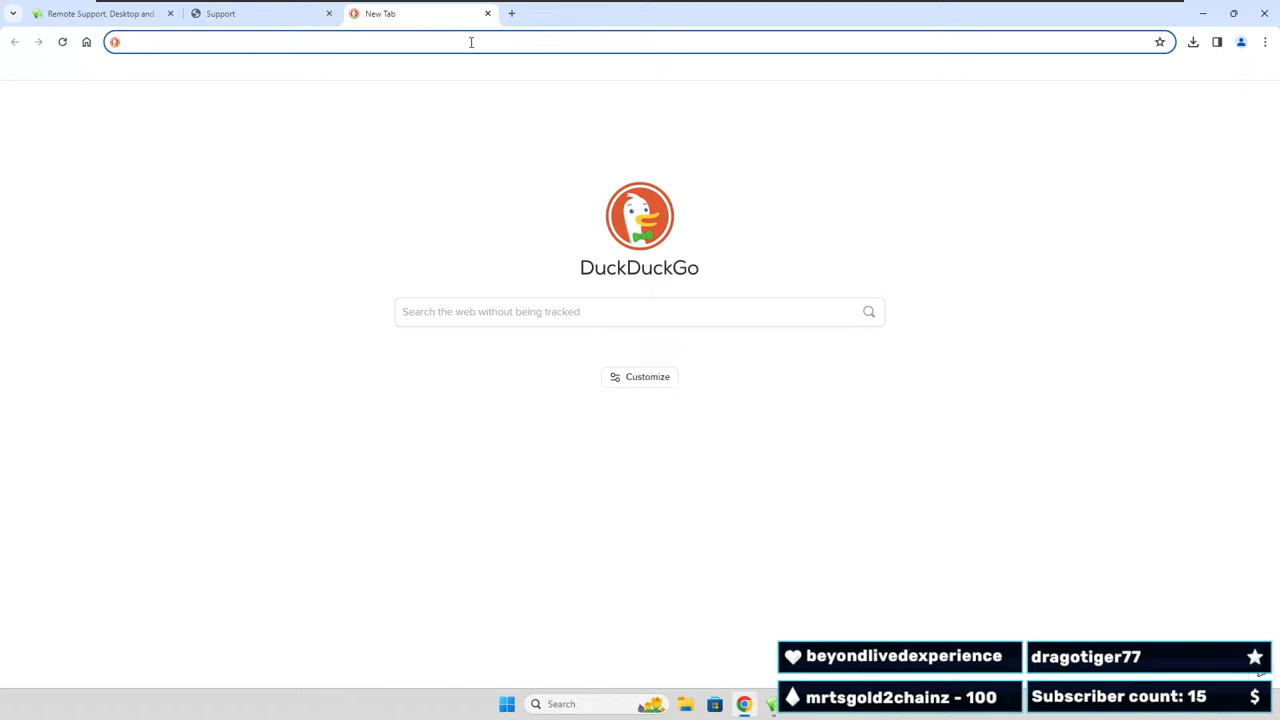 Remote Support, Desktop and
Support
New Tab
DuckDuckGo
Search the web without being tracked
Customize
beyondlivedexperience
dragotiger77
mrtsgold2chainz - 100
Subscriber count: 15
$
Search